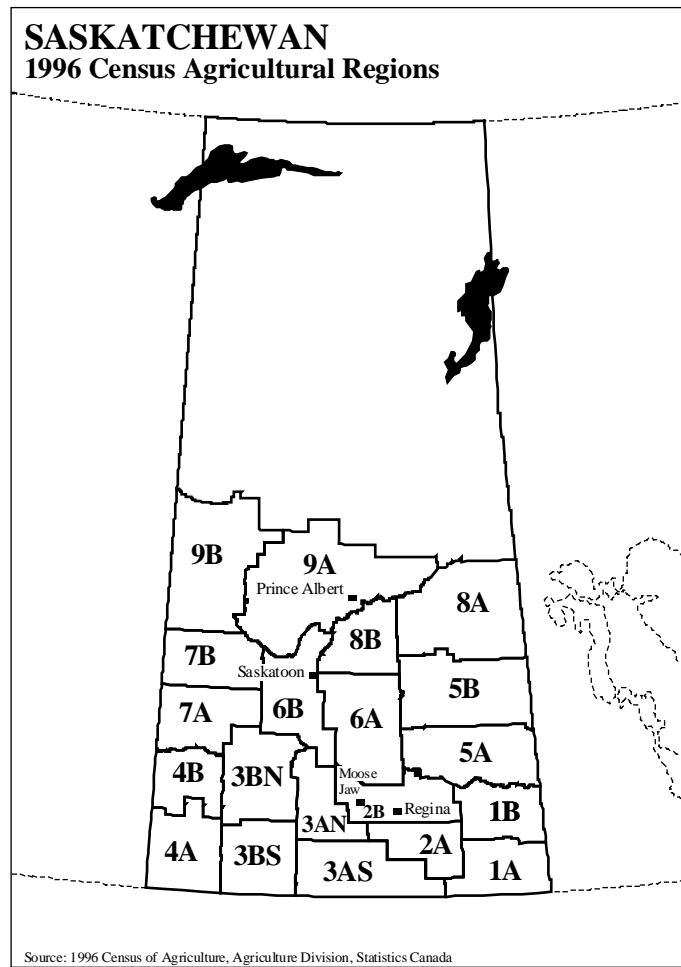 SASKATCHEWAN
1996 Census Agricultural Regions
9B
9A
Prince Albert
8A
8B
7B
Saskatoon
5B
7A
6B
6A
5A
4B
3BN
Moose
Jaw
2B
Regina
1B
3AN
2A
4A
3BS
3AS
1A
Source: 1996 Census of Agriculture, Agriculture Division, Statistics Canada